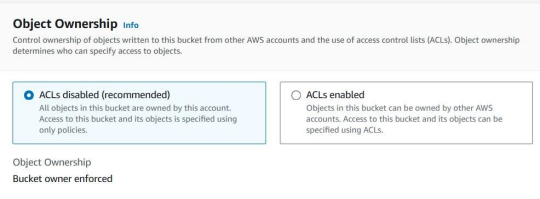 Object Ownership Info
Control ownership of objects written to this bucket from other AWS accounts and the use of access control lists (ACLs). Object ownership
determines who can specify access to objects.
ACLs disabled (recommended)
All objects in this bucket are owned by this account.
Access to this bucket and its objects is specified using
only policies.
ACLs enabled
Objects in this bucket can be owned by other AWS
accounts. Access to this bucket and its objects can be
specified using ACLs.
Object Ownership
Bucket owner enforced